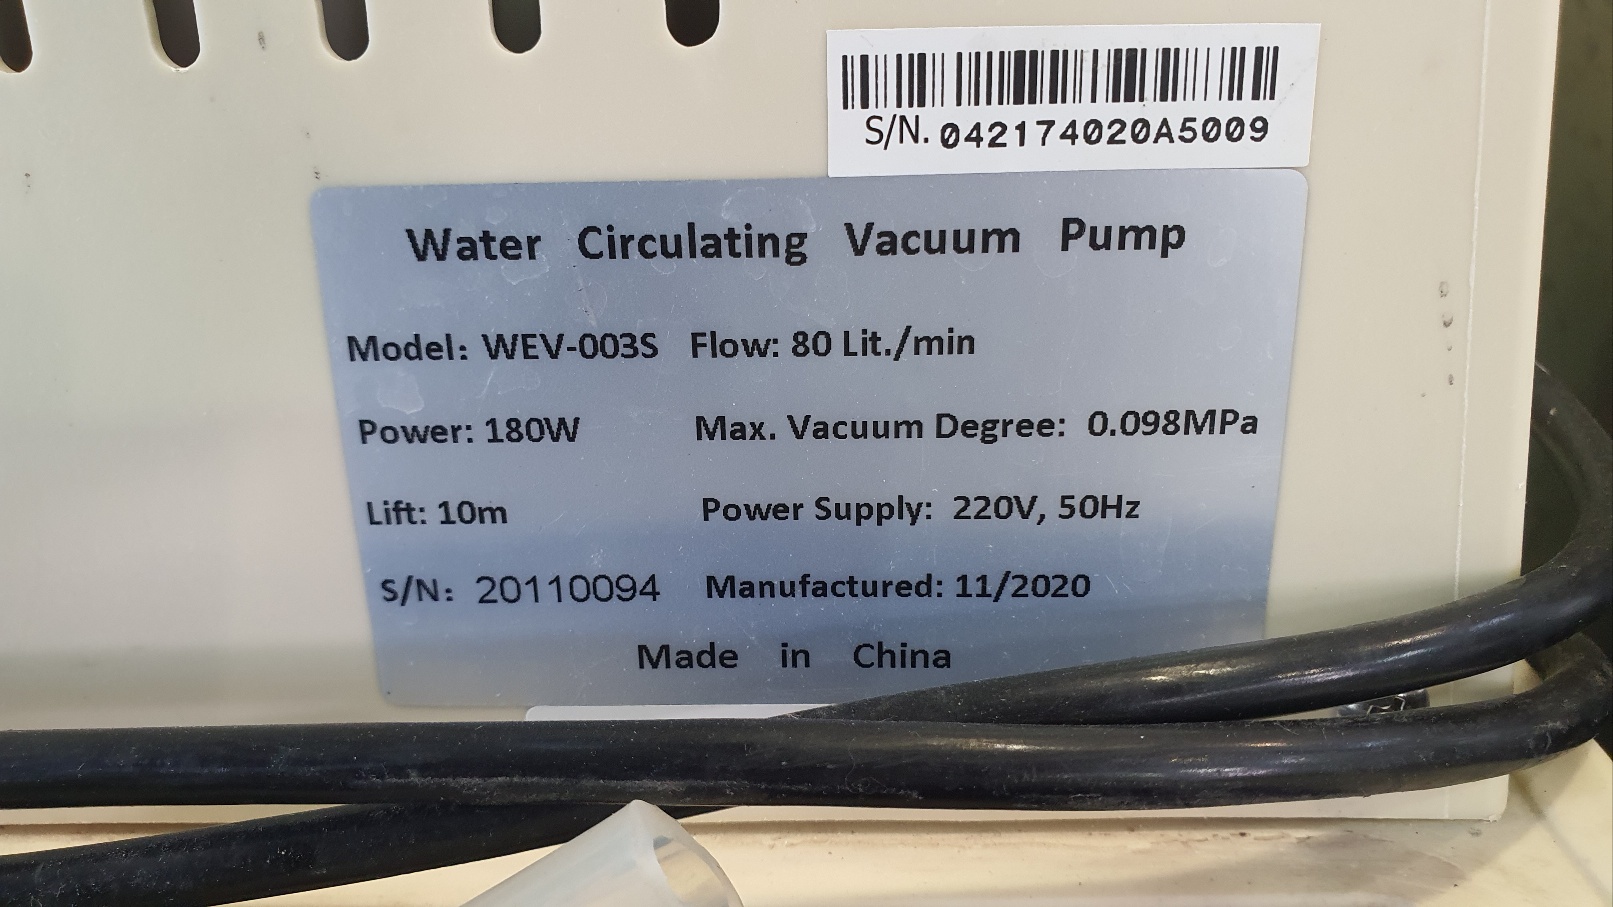 S/N. 042174020A5009
Water Circulating Vacuum Pump
Model: WEV-003S Flow: 80 Lit./min
Power: 180W Max. Vacuum Degree: 0.098MPa
Lift: 10m Power Supply: 220V, 50Hz
S/N: 20110094 Manufactured: 11/2020
Made in China